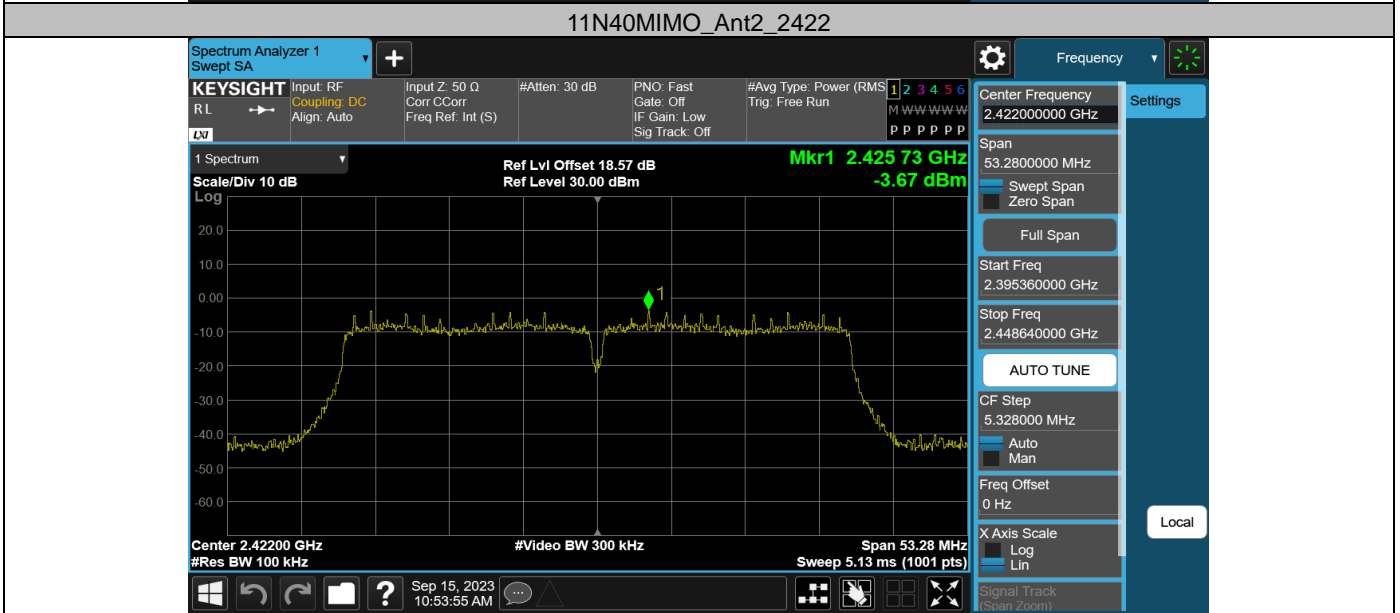 11N40MIMO_Ant2_2422
Spectrum Analyzer 1
Swept SA
Frequency
KEYSIGHT
R L
LXI
Input: RF
Coupling: DC
Align: Auto
Input Z: 50 Ω
Corr CCorr
Freq Ref: Int (S)
#Atten: 30 dB
PNO: Fast
Gate: Off
IF Gain: Low
Sig Track: Off
#Avg Type: Power (RMS
Trig: Free Run
1 2 3 4 5 6
M W W W W W
P P P P P P
1 Spectrum
Scale/Div 10 dB
Log
Ref Lvl Offset 18.57 dB
Ref Level 30.00 dBm
Mkr1 2.425 73 GHz
-3.67 dBm
20.0
10.0
0.00
-10.0
-20.0
-30.0
-40.0
-50.0
-60.0
1
Center 2.42200 GHz
#Res BW 100 kHz
#Video BW 300 kHz
Span 53.28 MHz
Sweep 5.13 ms (1001 pts)
Center Frequency
2.422000000 GHz
Span
53.2800000 MHz
Swept Span
Zero Span
Full Span
Start Freq
2.395360000 GHz
Stop Freq
2.448640000 GHz
AUTO TUNE
CF Step
5.328000 MHz
Auto
Man
Freq Offset
0 Hz
X Axis Scale
Log
Lin
Signal Track
(Span Zoom)
Settings
Local
?
Sep 15, 2023
10:53:55 AM